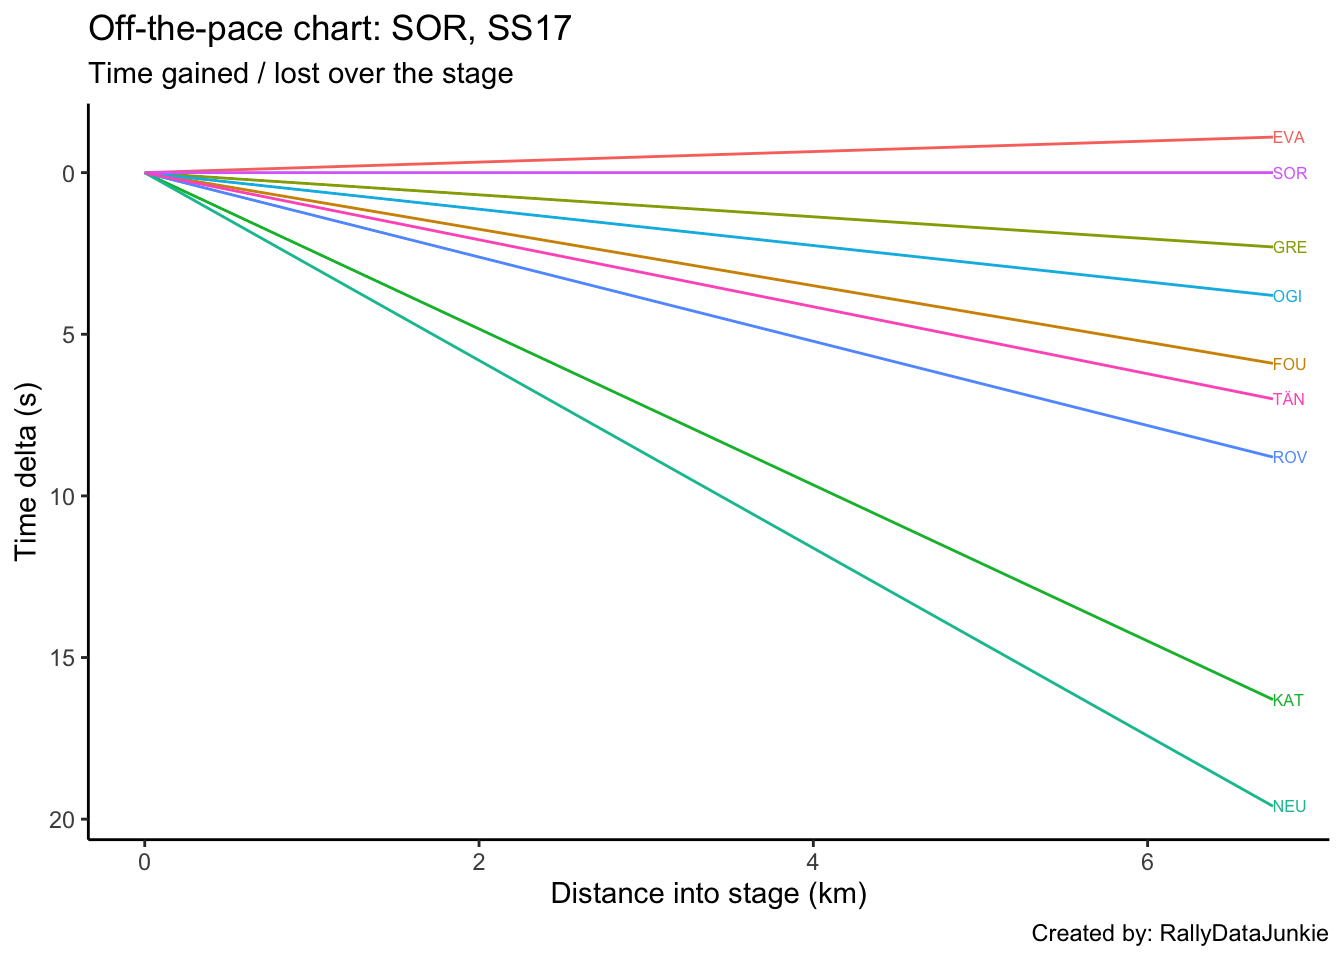 Off-the-pace chart: SOR, SS17
Time gained / lost over the stage
EVA
0
SOR
GRE
OGI
5
FOU
TÄN
Time delta (s)
ROV
10
15
KAT
NEU
20
0 2 4 6
Distance into stage (km)
Created by: RallyDataJunkie